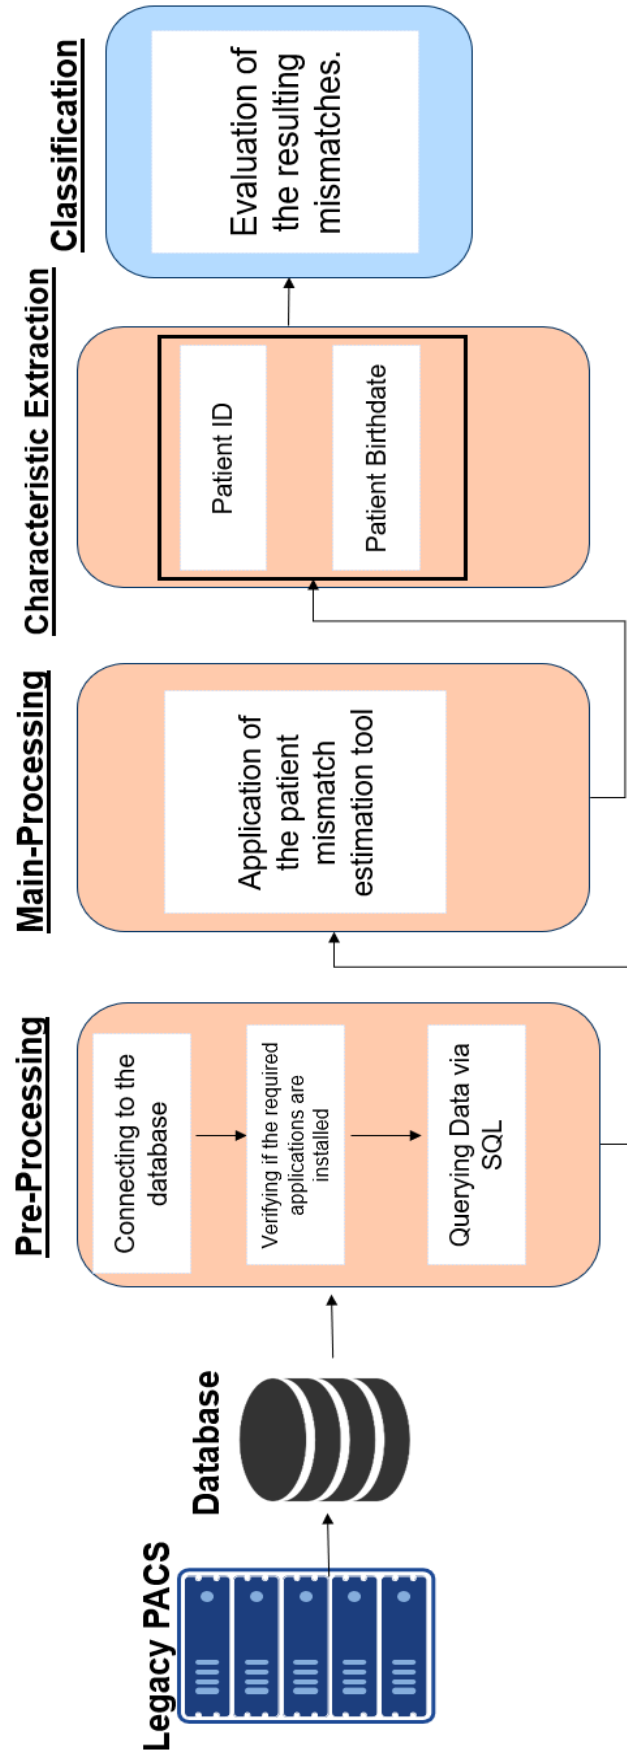 Legacy PACS
Database
Pre-Processing
Connecting to the
database
Verifying if the required
applications are
installed
Querying Data via
SQL
Main-Processing
Application of
the patient
mismatch
estimation tool
Characteristic Extraction
Patient ID
Patient Birthdate
Classification
Evaluation of
the resulting
mismatches.